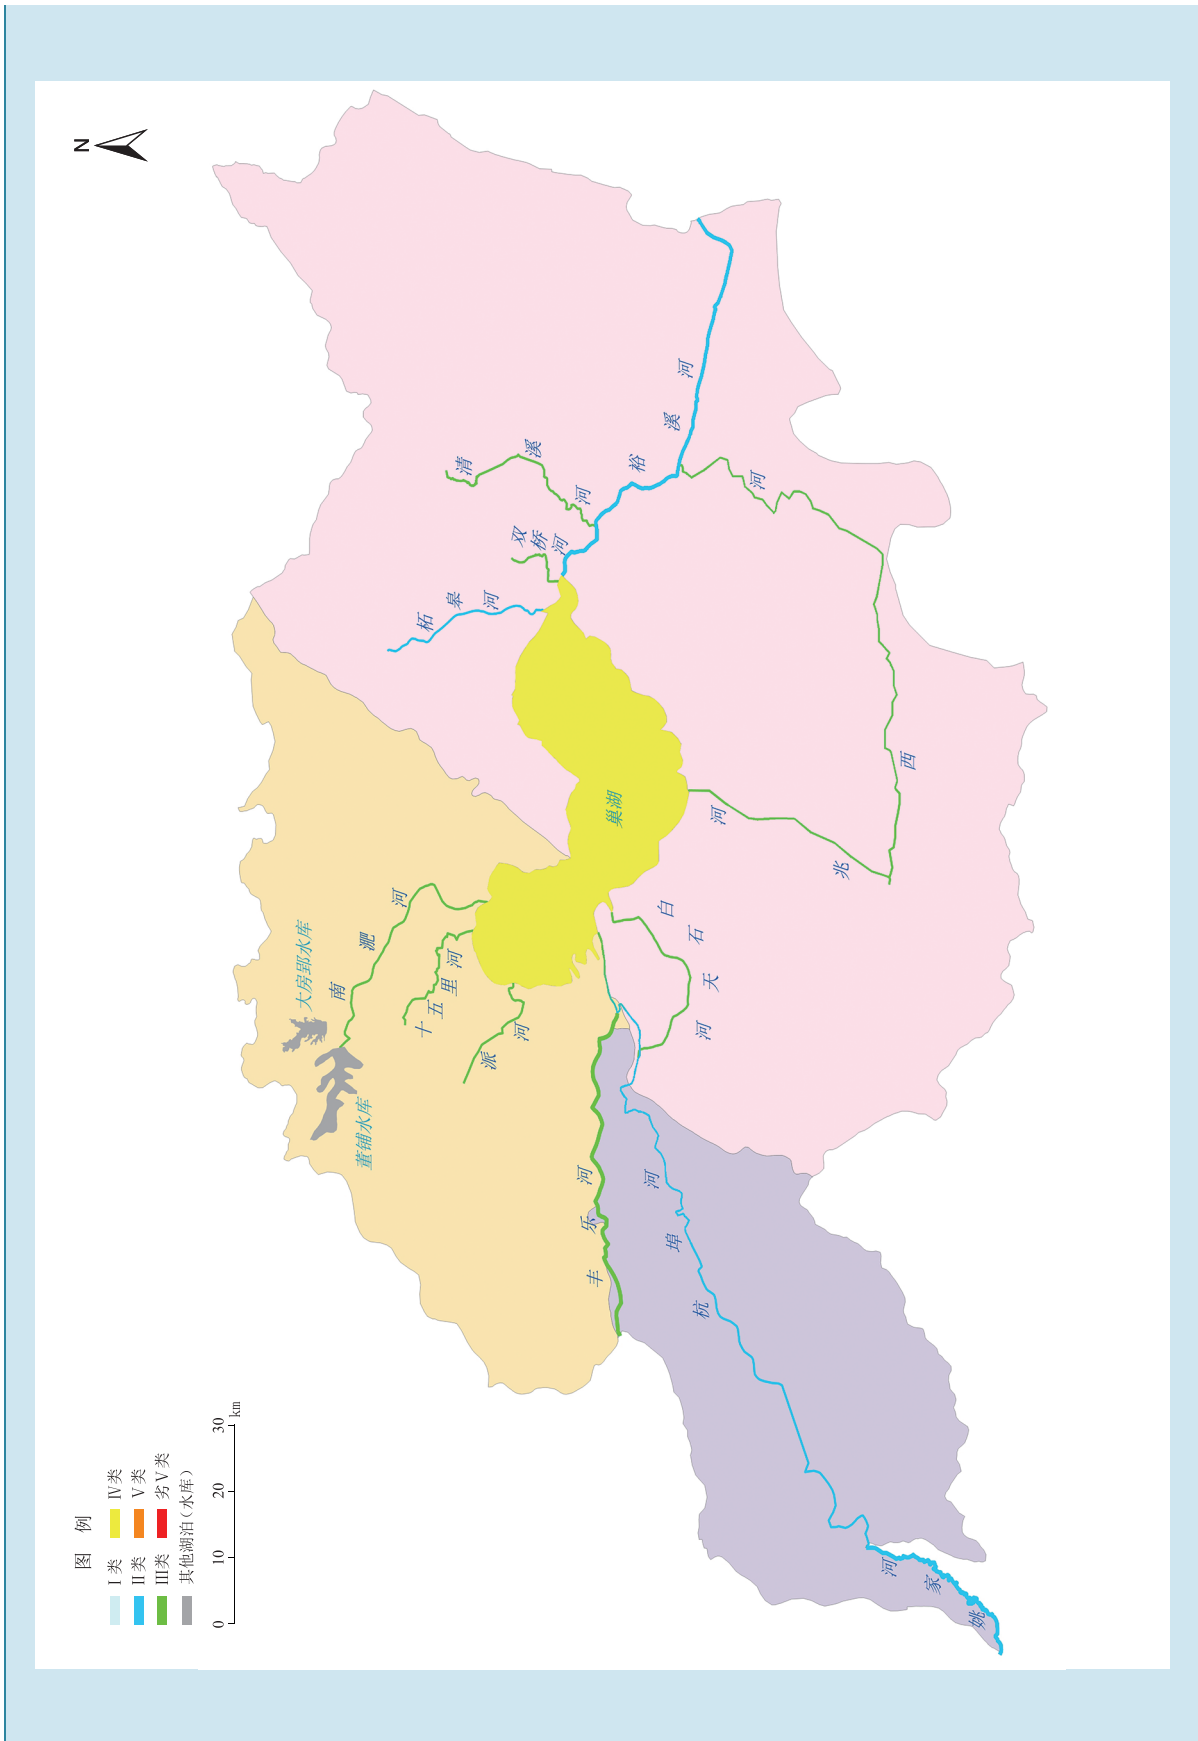 N
图 例
Ⅰ类
Ⅳ类
Ⅱ类
Ⅴ类
Ⅲ类
劣Ⅴ类
其他湖泊(水库)
0 10 20 30 km
大房郢水库
董铺水库
南淝河
十五里河
派河
丰乐河
杭埠河
姚家河
白石天河
兆河
西河
巢湖
柘皋河
双桥河
清溪河
裕溪河